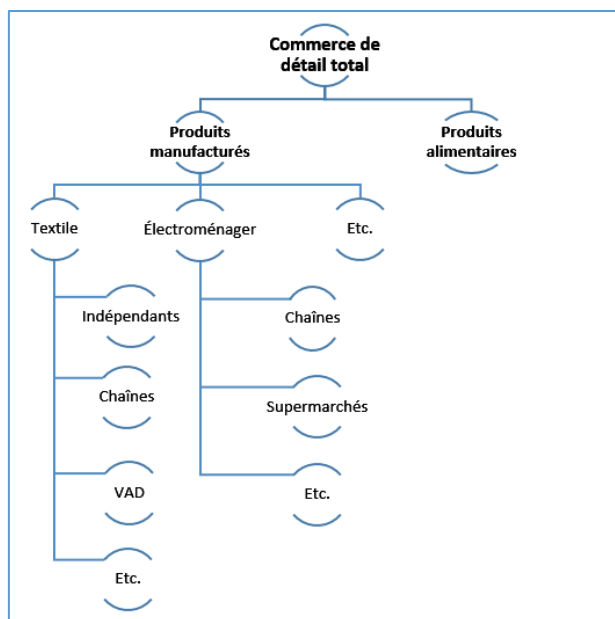 Commerce de
détail total
Produits
manufacturés
Produits
alimentaires
Textile
Électroménager
Etc.
Indépendants
Chaînes
VAD
Etc.
Chaînes
Supermarchés
Etc.